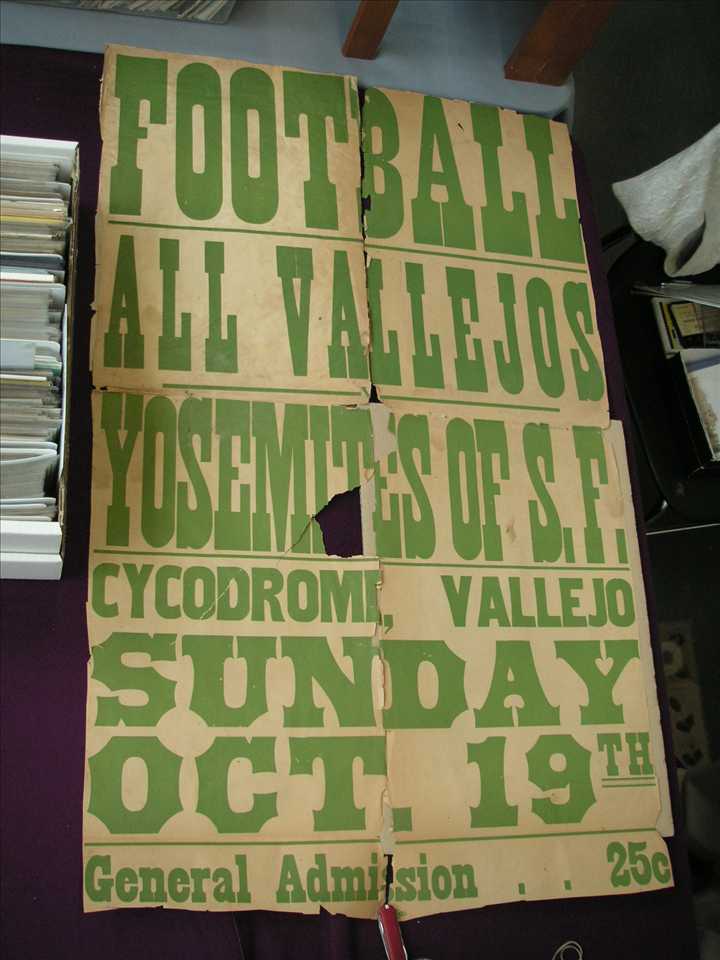 FOOTBALL
ALL VALLEJOS
YOSEMITES OF S.F.
CYCODROME, VALLEJO
SUNDAY
OCT. 19TH
General Admission . . 25c